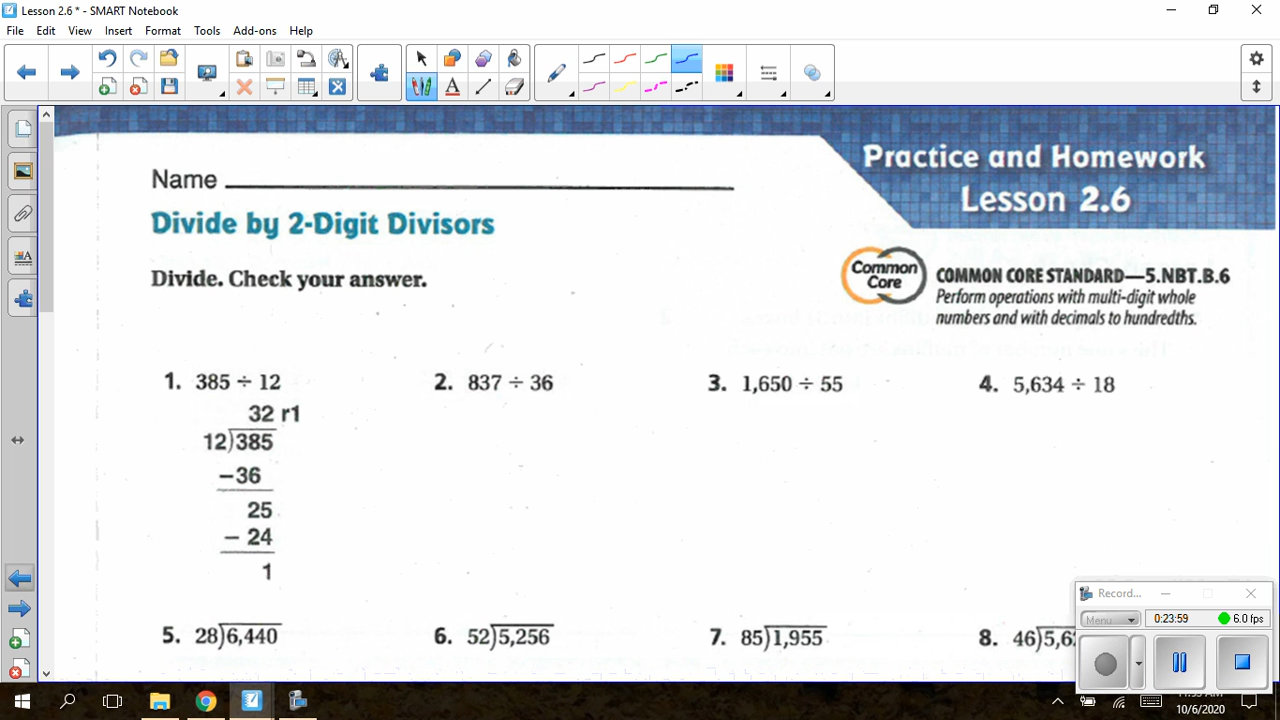 Lesson 2.6 * - SMART Notebook
File Edit View Insert Format Tools Add-ons Help
Practice and Homework
Lesson 2.6
Name
Divide by 2-Digit Divisors
Divide. Check your answer.
Common Core
COMMON CORE STANDARD—5.NBT.B.6
Perform operations with multi-digit whole
numbers and with decimals to hundredths.
1. 385 ÷ 12
32 r1
12)385
−36
25
− 24
1
2. 837 ÷ 36
3. 1,650 ÷ 55
4. 5,634 ÷ 18
5. 28)6,440
6. 52)5,256
7. 85)1,955
8. 46)5,62
Record...
Menu
0:23:59
6.0 fps
10/6/2020